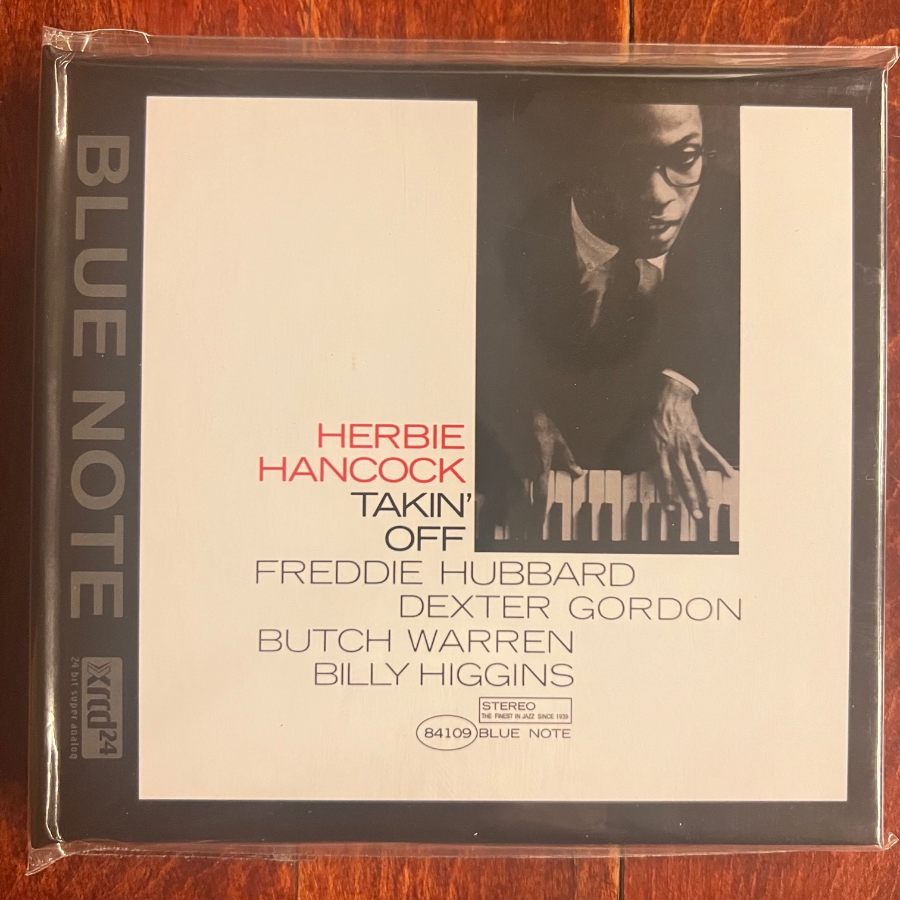 BLUE NOTE
xrcd24
24 bit super analog
HERBIE
HANCOCK
TAKIN'
OFF
FREDDIE HUBBARD
DEXTER GORDON
BUTCH WARREN
BILLY HIGGINS
STEREO
THE FINEST IN JAZZ SINCE 1939
84109 BLUE NOTE